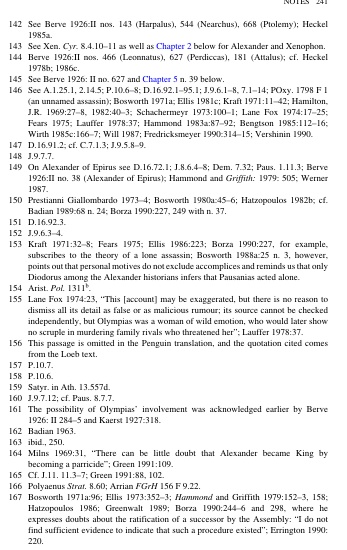 NOTES 241
142 See Berve 1926:II nos. 143 (Harpalus), 544 (Nearchus), 668 (Ptolemy); Heckel
1985a.
143 See Xen. Cyr. 8.4.10–11 as well as Chapter 2 below for Alexander and Xenophon.
144 Berve 1926:II nos. 466 (Leonnatus), 627 (Perdiccas), 181 (Attalus); cf. Heckel
1978b; 1986c.
145 See Berve 1926: II no. 627 and Chapter 5 n. 39 below.
146 See A.1.25.1, 2.14.5; P.10.6–8; D.16.92.1–95.1; J.9.6.1–8, 7.1–14; POxy. 1798 F 1
(an unnamed assassin); Bosworth 1971a; Ellis 1981c; Kraft 1971:11–42; Hamilton,
J.R. 1969:27–8, 1982:40–3; Schachermeyr 1973:100–1; Lane Fox 1974:17–25;
Fears 1975; Lauffer 1978:37; Hammond 1983a:87–92; Bengtson 1985:112–16;
Wirth 1985c:166–7; Will 1987; Fredricksmeyer 1990:314–15; Vershinin 1990.
147 D.16.91.2; cf. C.7.1.3; J.9.5.8–9.
148 J.9.7.7.
149 On Alexander of Epirus see D.16.72.1; J.8.6.4–8; Dem. 7.32; Paus. 1.11.3; Berve
1926:II no. 38 (Alexander of Epirus); Hammond and Griffith: 1979: 505; Werner
1987.
150 Prestianni Giallombardo 1973–4; Bosworth 1980a:45–6; Hatzopoulos 1982b; cf.
Badian 1989:68 n. 24; Borza 1990:227, 249 with n. 37.
151 D.16.92.3.
152 J.9.6.3–4.
153 Kraft 1971:32–8; Fears 1975; Ellis 1986:223; Borza 1990:227, for example,
subscribes to the theory of a lone assassin; Bosworth 1988a:25 n. 3, however,
points out that personal motives do not exclude accomplices and reminds us that only
Diodorus among the Alexander historians infers that Pausanias acted alone.
154 Arist. Pol. 1311b.
155 Lane Fox 1974:23, “This [account] may be exaggerated, but there is no reason to
dismiss all its detail as false or as malicious rumour; its source cannot be checked
independently, but Olympias was a woman of wild emotion, who would later show
no scruple in murdering family rivals who threatened her”; Lauffer 1978:37.
156 This passage is omitted in the Penguin translation, and the quotation cited comes
from the Loeb text.
157 P.10.7.
158 P.10.6.
159 Satyr. in Ath. 13.557d.
160 J.9.7.12; cf. Paus. 8.7.7.
161 The possibility of Olympias’ involvement was acknowledged earlier by Berve
1926: II 284–5 and Kaerst 1927:318.
162 Badian 1963.
163 ibid., 250.
164 Milns 1969:31, “There can be little doubt that Alexander became King by
becoming a parricide”; Green 1991:109.
165 Cf. J.11. 11.3–7; Green 1991:88, 102.
166 Polyaenus Strat. 8.60; Arrian FGrH 156 F 9.22.
167 Bosworth 1971a:96; Ellis 1973:352–3; Hammond and Griffith 1979:152–3, 158;
Hatzopoulos 1986; Greenwalt 1989; Borza 1990:244–6 and 298, where he
expresses doubts about the ratification of a successor by the Assembly: “I do not
find sufficient evidence to indicate that such a procedure existed”; Errington 1990:
220.